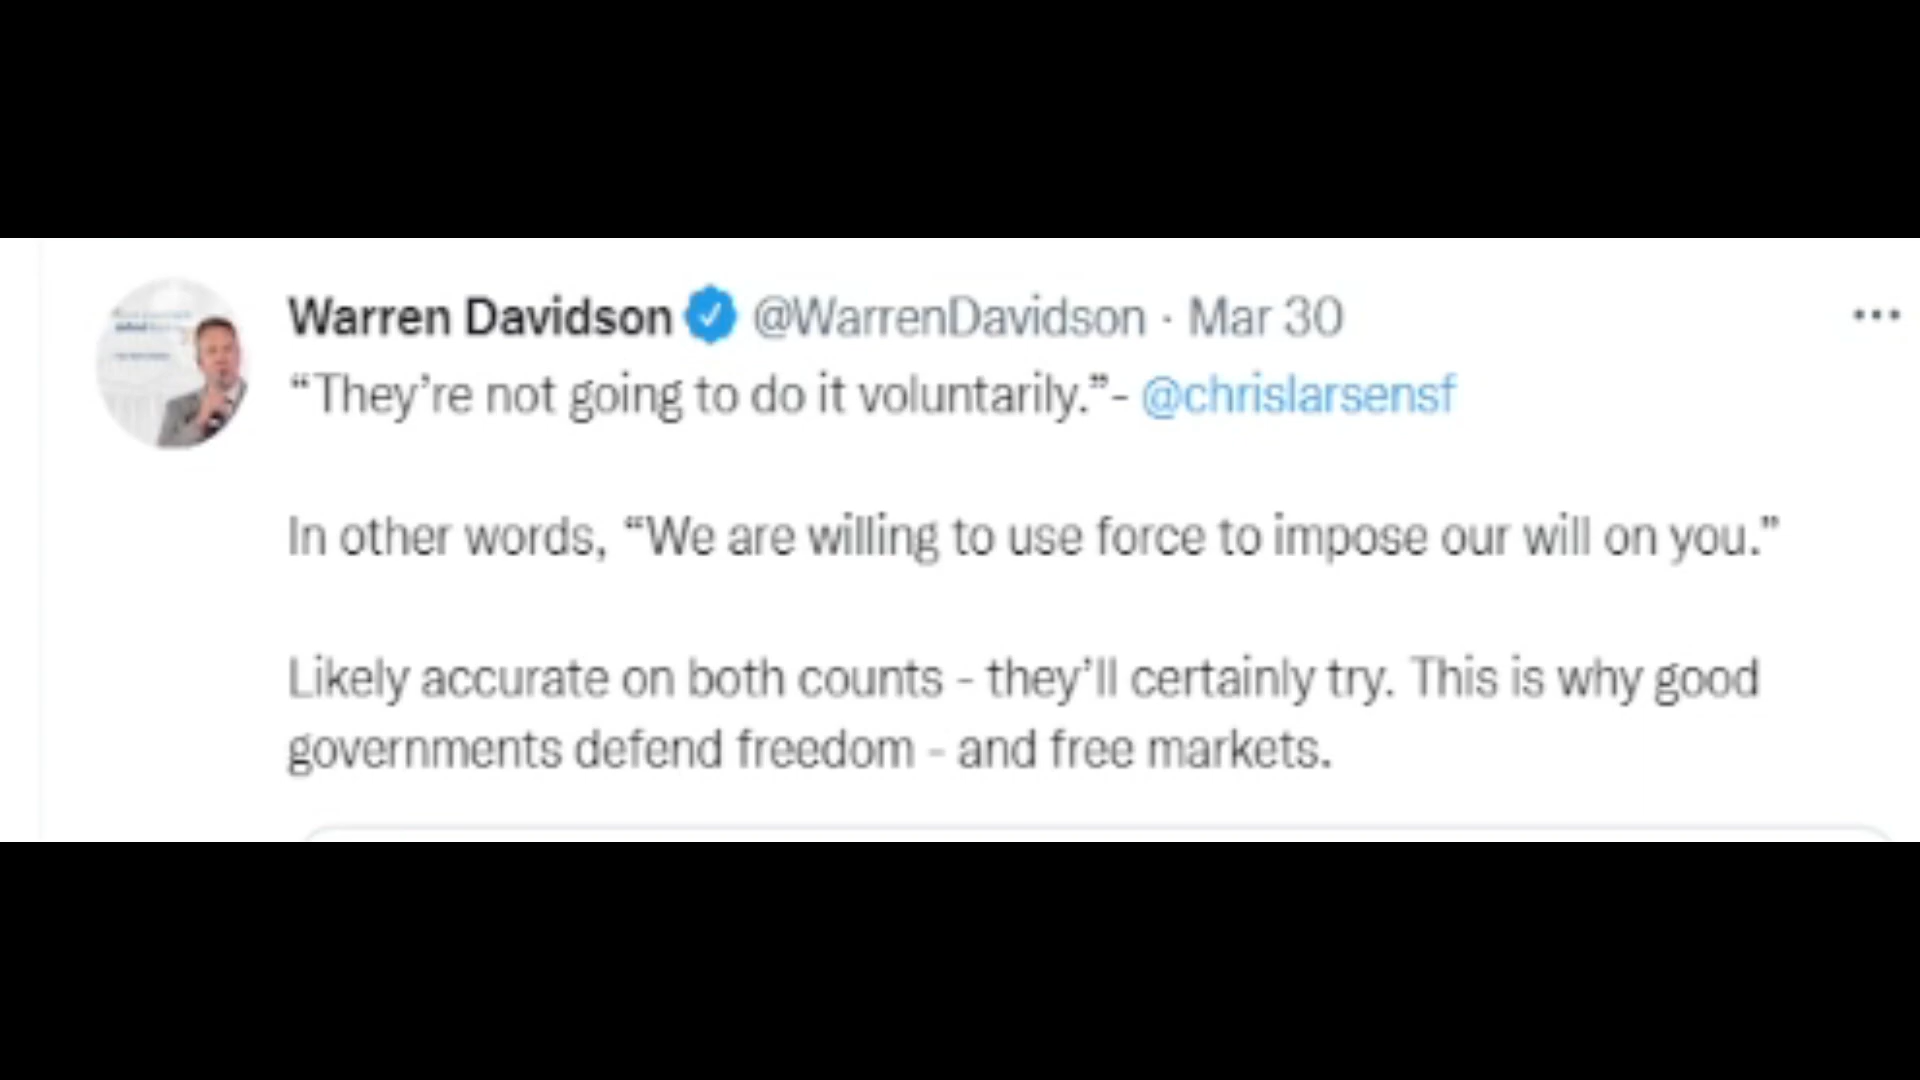 Warren Davidson @WarrenDavidson · Mar 30
“They’re not going to do it voluntarily.”- @chrislarsensf
In other words, “We are willing to use force to impose our will on you.”
Likely accurate on both counts - they’ll certainly try. This is why good
governments defend freedom - and free markets.